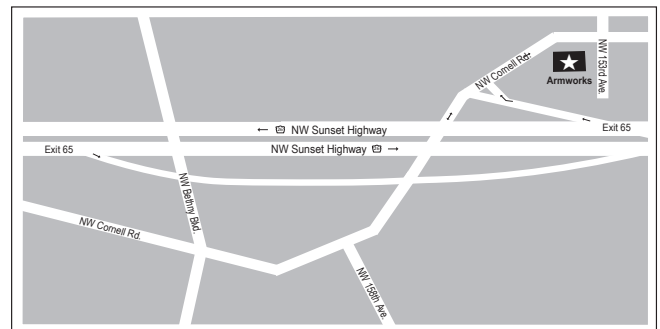 NW Cornell Rd.
NW 153rd Ave.
Armworks
NW Sunset Highway
Exit 65
Exit 65
NW Sunset Highway
NW Bethny Blvd.
NW Cornell Rd.
NW 158th Ave.